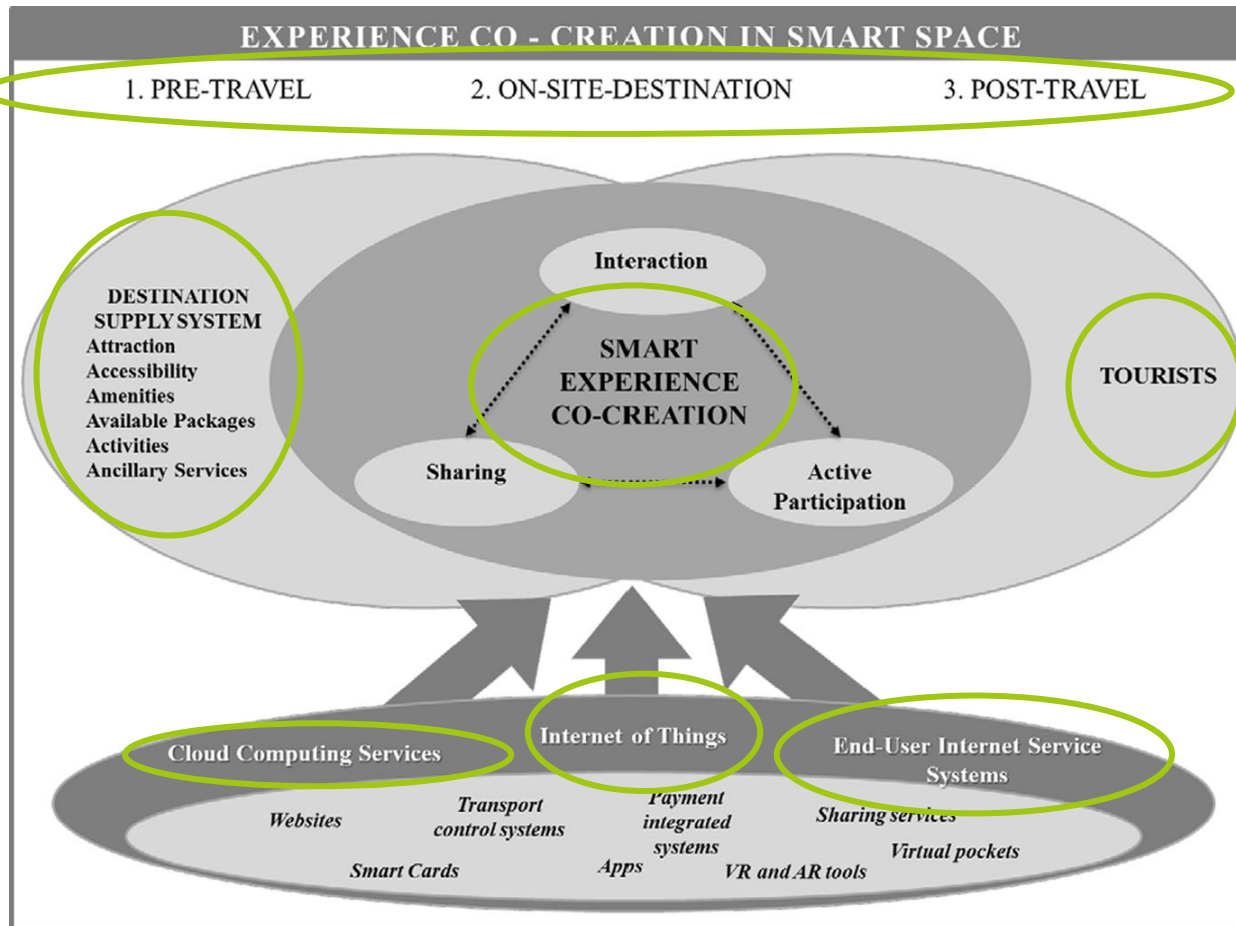 EXPERIENCE CO - CREATION IN SMART SPACE
1. PRE-TRAVEL 2. ON-SITE-DESTINATION 3. POST-TRAVEL
Interaction
DESTINATION
SUPPLY SYSTEM
Attraction
Accessibility
Amenities
Available Packages
Activities
Ancillary Services
SMART
EXPERIENCE
CO-CREATION
TOURISTS
Sharing
Active
Participation
Cloud Computing Services
Internet of Things
End-User Internet Service
Systems
Websites
Transport
control systems
Payment
integrated
systems
Sharing services
Smart Cards
Apps
VR and AR tools
Virtual pockets